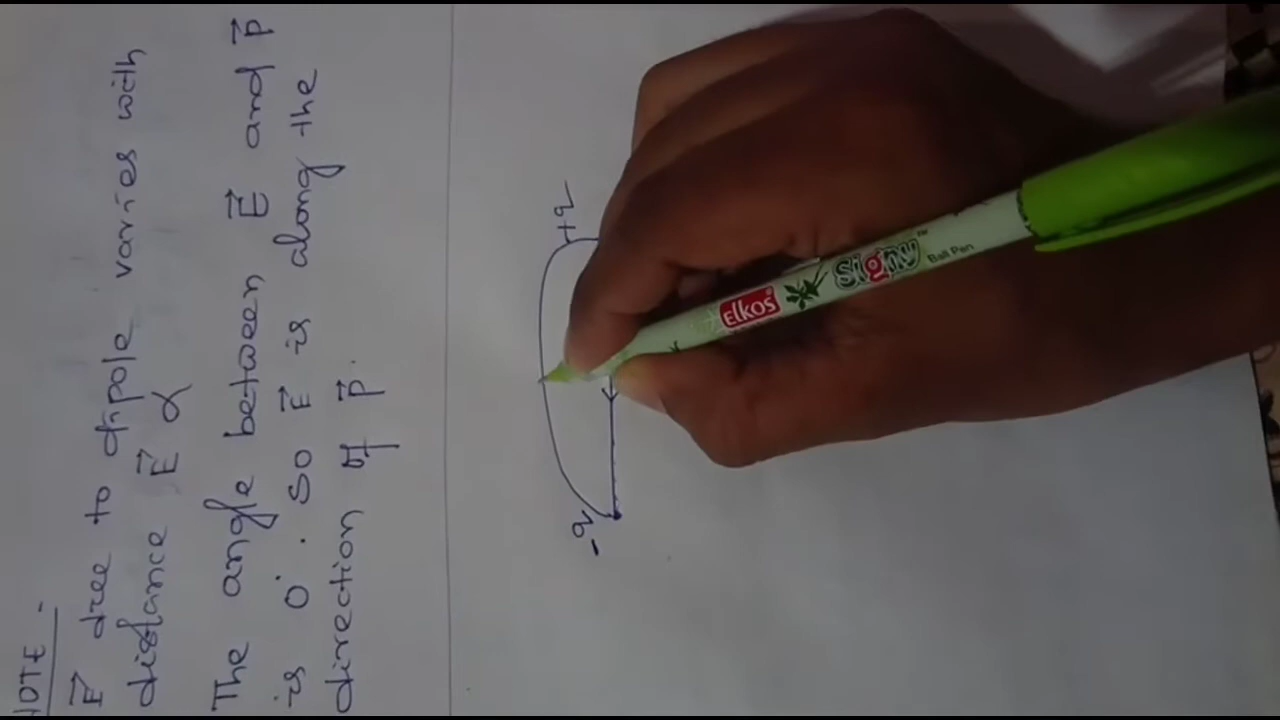 NOTE -
E⃗ due to dipole varies with
distance E⃗ α
The angle between E⃗ and P⃗
is 0°. So E⃗ is along the
direction of P⃗.
-q +q
elkos Signy™
Ball Pen